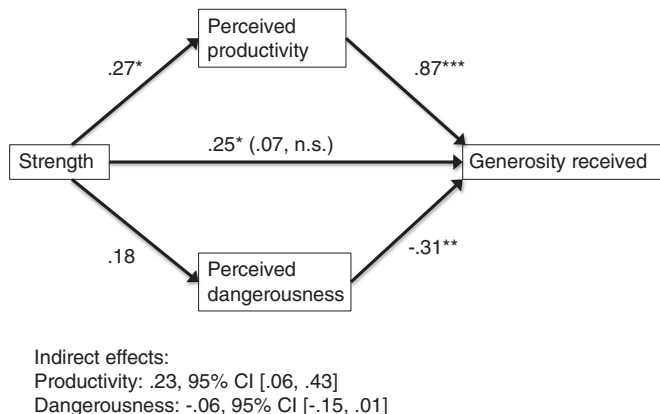 Perceived
productivity
.27*
.87***
Strength
.25* (.07, n.s.)
Generosity received
.18
-.31**
Perceived
dangerousness
Indirect effects:
Productivity: .23, 95% CI [.06, .43]
Dangerousness: -.06, 95% CI [-.15, .01]